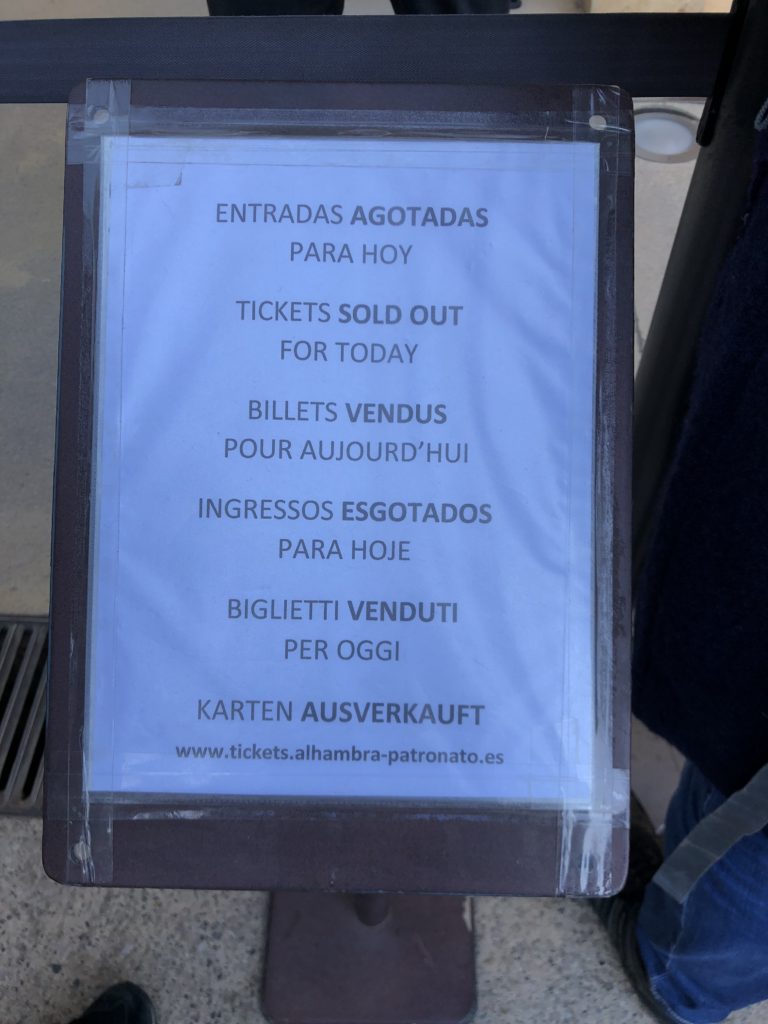 ENTRADAS AGOTADAS
PARA HOY
TICKETS SOLD OUT
FOR TODAY
BILLETS VENDUS
POUR AUJOURD'HUI
INGRESSOS ESGOTADOS
PARA HOJE
BIGLIETTI VENDUTI
PER OGGI
KARTEN AUSVERKAUFT
www.tickets.alhambra-patronato.es